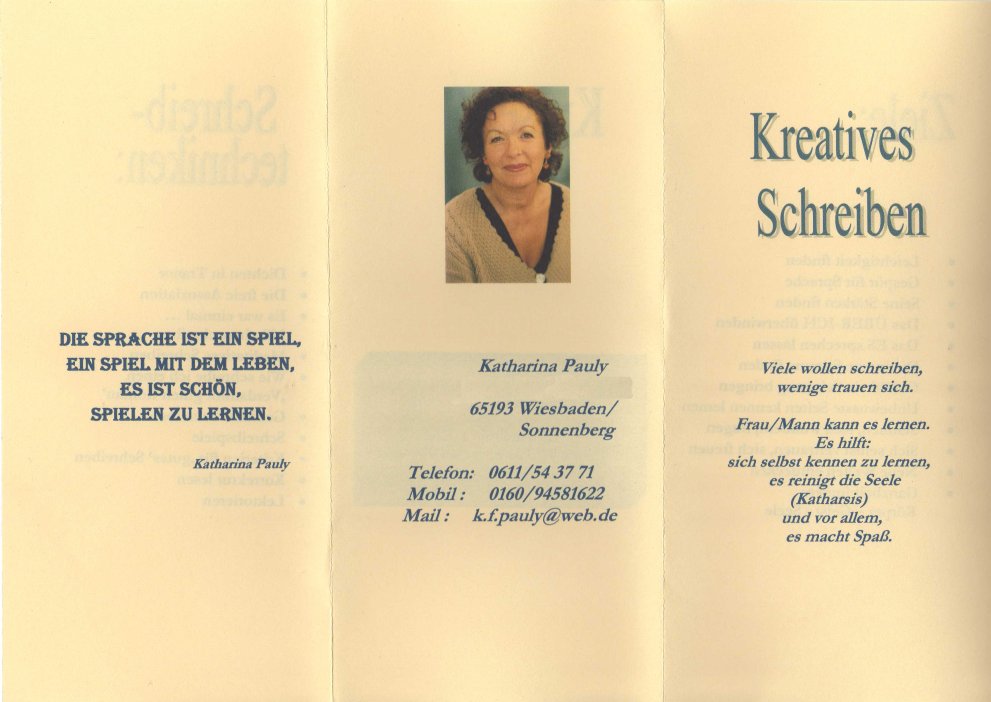 DIE SPRACHE IST EIN SPIEL,
EIN SPIEL MIT DEM LEBEN,
ES IST SCHÖN,
SPIELEN ZU LERNEN.
Katharina Pauly
Katharina Pauly
65193 Wiesbaden/
Sonnenberg
Telefon: 0611/54 37 71
Mobil : 0160/94581622
Mail : k.f.pauly@web.de
Kreatives
Schreiben
Viele wollen schreiben,
wenige trauen sich.
Frau/Mann kann es lernen.
Es hilft:
sich selbst kennen zu lernen,
es reinigt die Seele
(Katharsis)
und vor allem,
es macht Spaß.